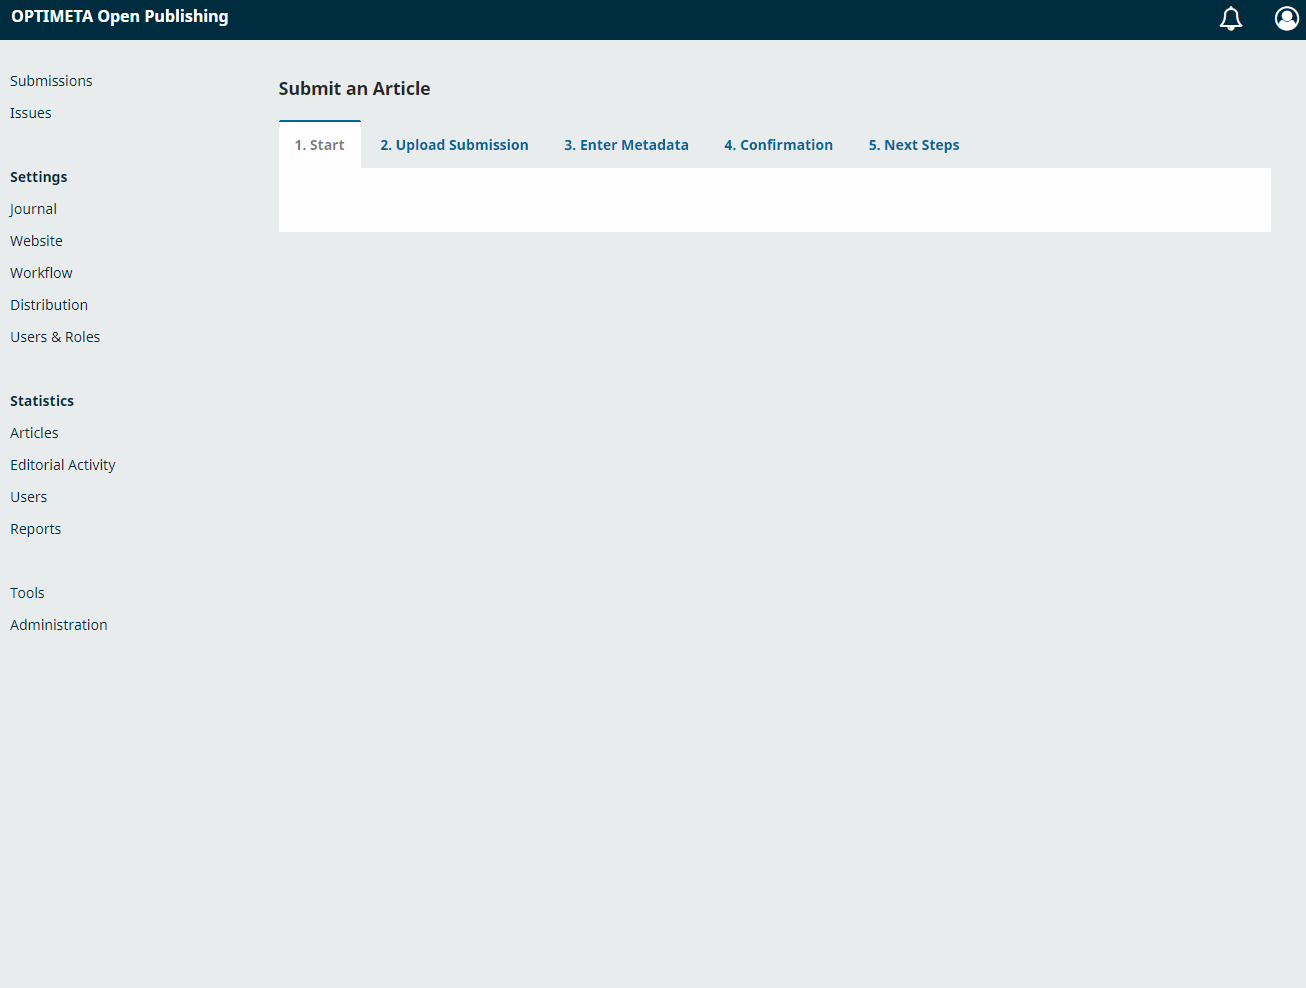 OPTIMETA Open Publishing
Submissions
Issues
Settings
Journal
Website
Workflow
Distribution
Users & Roles
Statistics
Articles
Editorial Activity
Users
Reports
Tools
Administration
Submit an Article
1. Start 2. Upload Submission 3. Enter Metadata 4. Confirmation 5. Next Steps